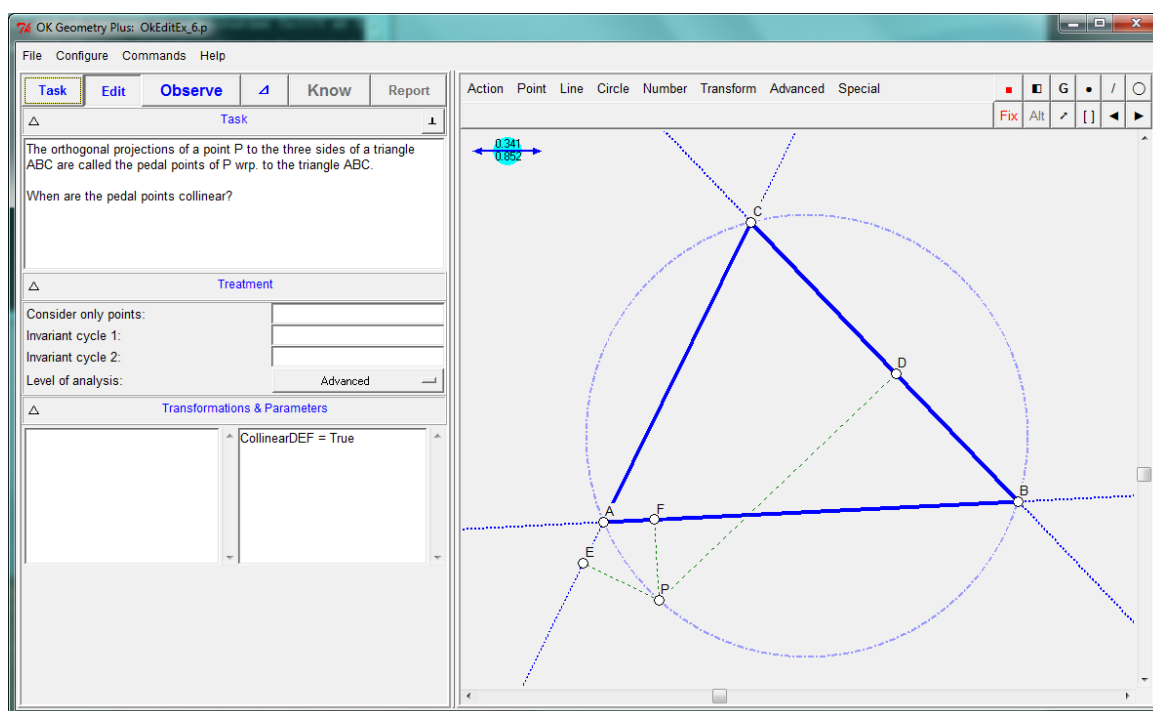 OK Geometry Plus: OkEditEx_6.p
File Configure Commands Help
Task Edit Observe ⊿ Know Report
Task
The orthogonal projections of a point P to the three sides of a triangle
ABC are called the pedal points of P wrp. to the triangle ABC.
When are the pedal points collinear?
Treatment
Consider only points:
Invariant cycle 1:
Invariant cycle 2:
Level of analysis: Advanced
Transformations & Parameters
CollinearDEF = True
Action Point Line Circle Number Transform Advanced Special
G
Fix Alt [ ]
0.341
0.852
C
D
B
A F
E
P